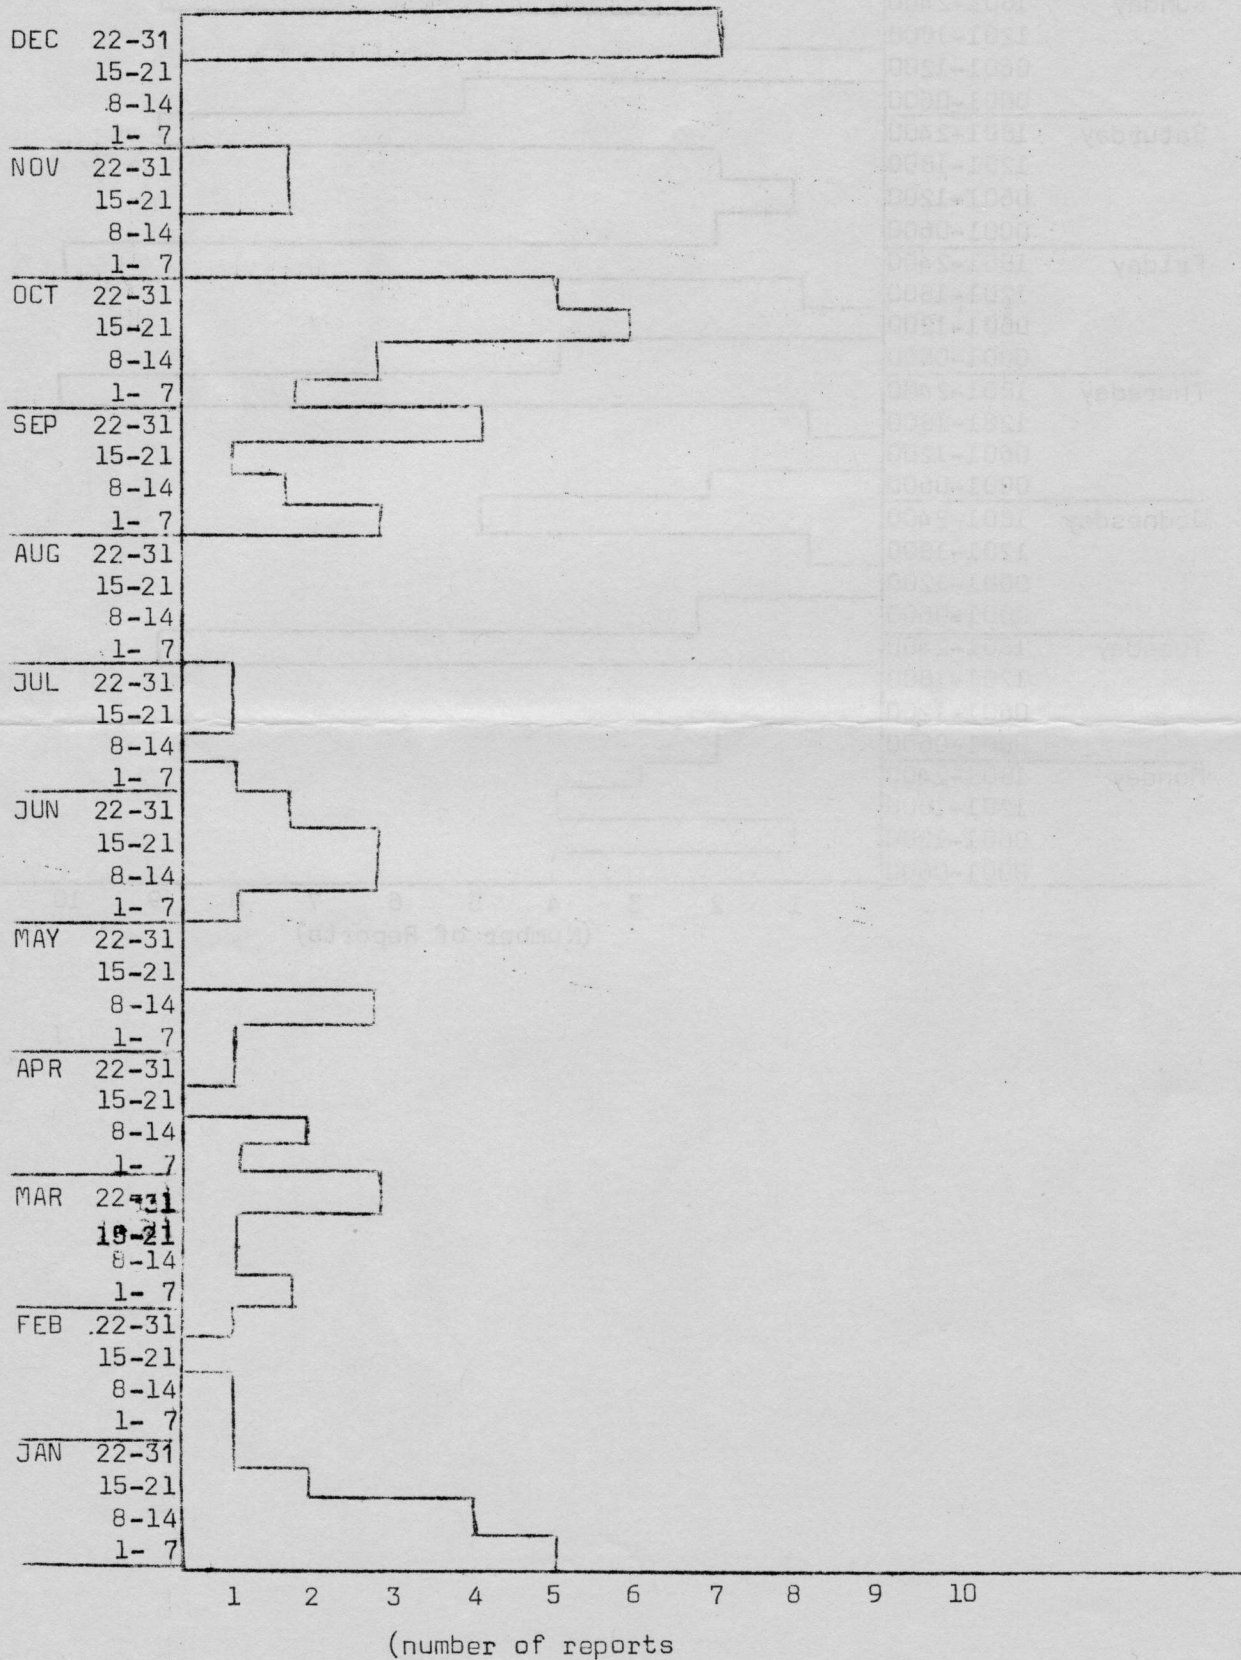 DEC 22-31
15-21
8-14
1- 7
NOV 22-31
15-21
8-14
1- 7
OCT 22-31
15-21
8-14
1- 7
SEP 22-31
15-21
8-14
1- 7
AUG 22-31
15-21
8-14
1- 7
JUL 22-31
15-21
8-14
1- 7
JUN 22-31
15-21
8-14
1- 7
MAY 22-31
15-21
8-14
1- 7
APR 22-31
15-21
8-14
1- 7
MAR 22-31
15-21
8-14
1- 7
FEB 22-31
15-21
8-14
1- 7
JAN 22-31
15-21
8-14
1- 7
1 2 3 4 5 6 7 8 9 10
(number of reports